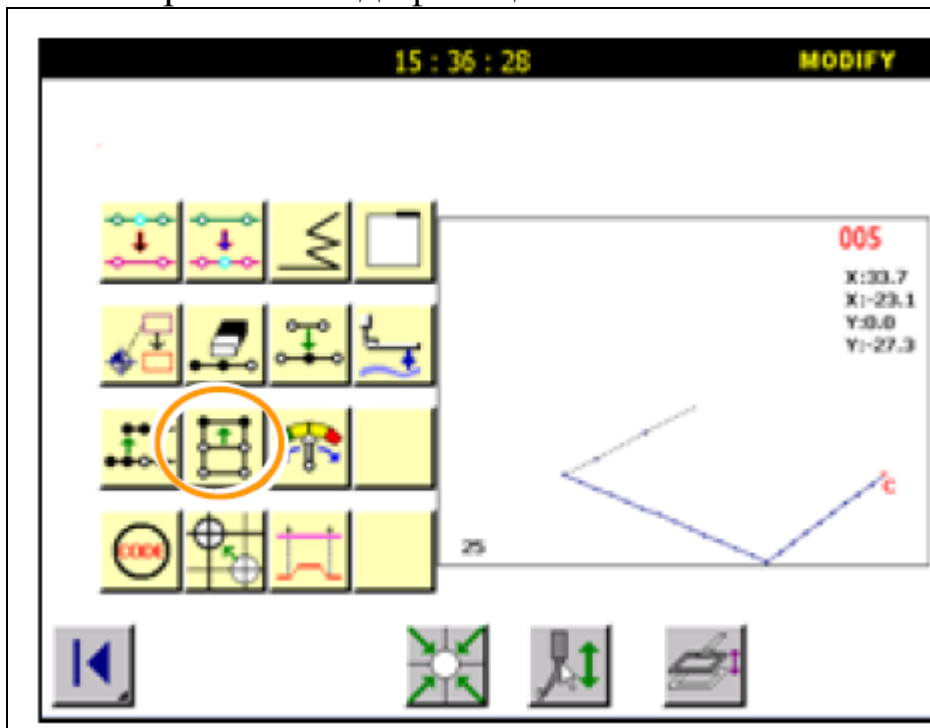 15 : 36 : 28 MODIFY
005
X:33.7
X:-23.1
Y:0.0
Y:-27.3
C
25
CODE